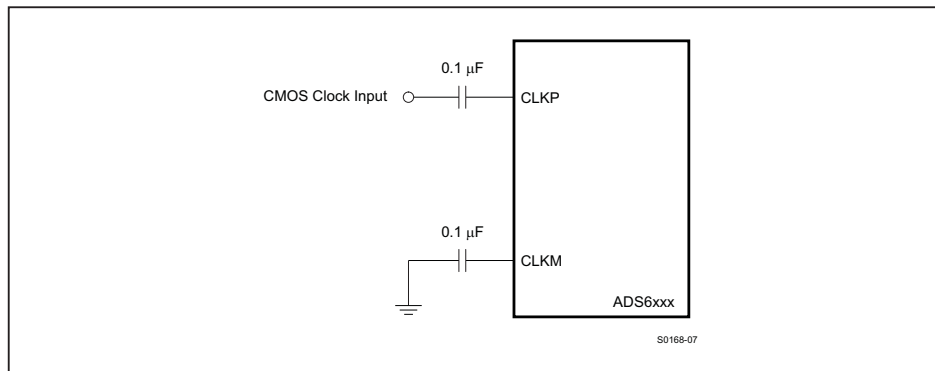 0.1 μF
CMOS Clock Input
CLKP
0.1 μF
CLKM
ADS6xxx
S0168-07